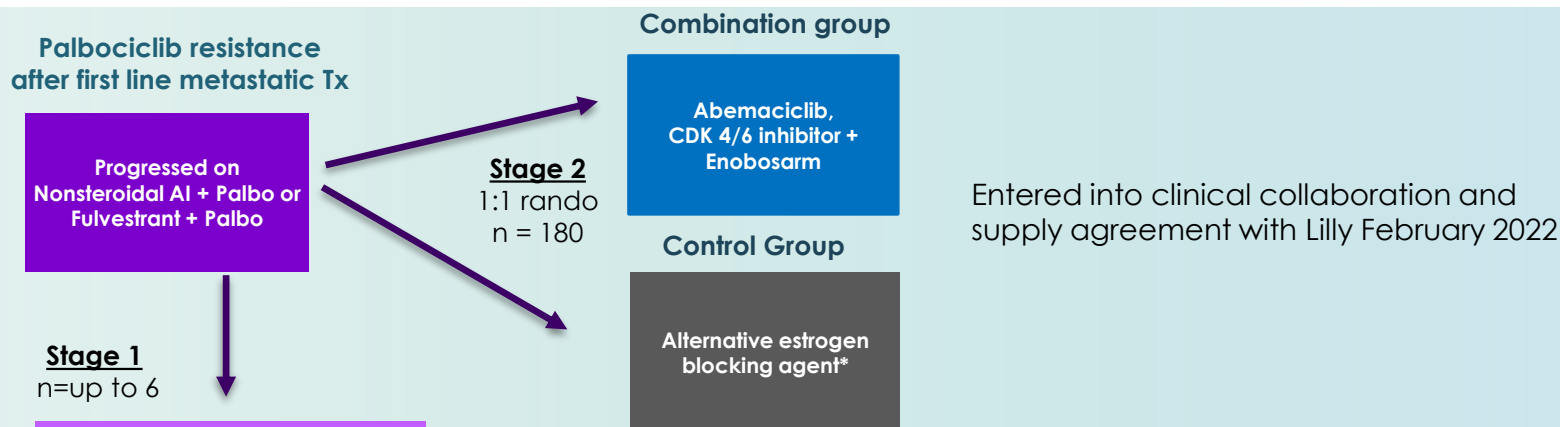 Palbociclib resistance
after first line metastatic Tx
Progressed on
Nonsteroidal AI + Palbo or
Fulvestrant + Palbo
Stage 1
n=up to 6
Stage 2
1:1 rando
n = 180
Combination group
Abemaciclib,
CDK 4/6 inhibitor +
Enobosarm
Control Group
Alternative estrogen
blocking agent*
Entered into clinical collaboration and
supply agreement with Lilly February 2022